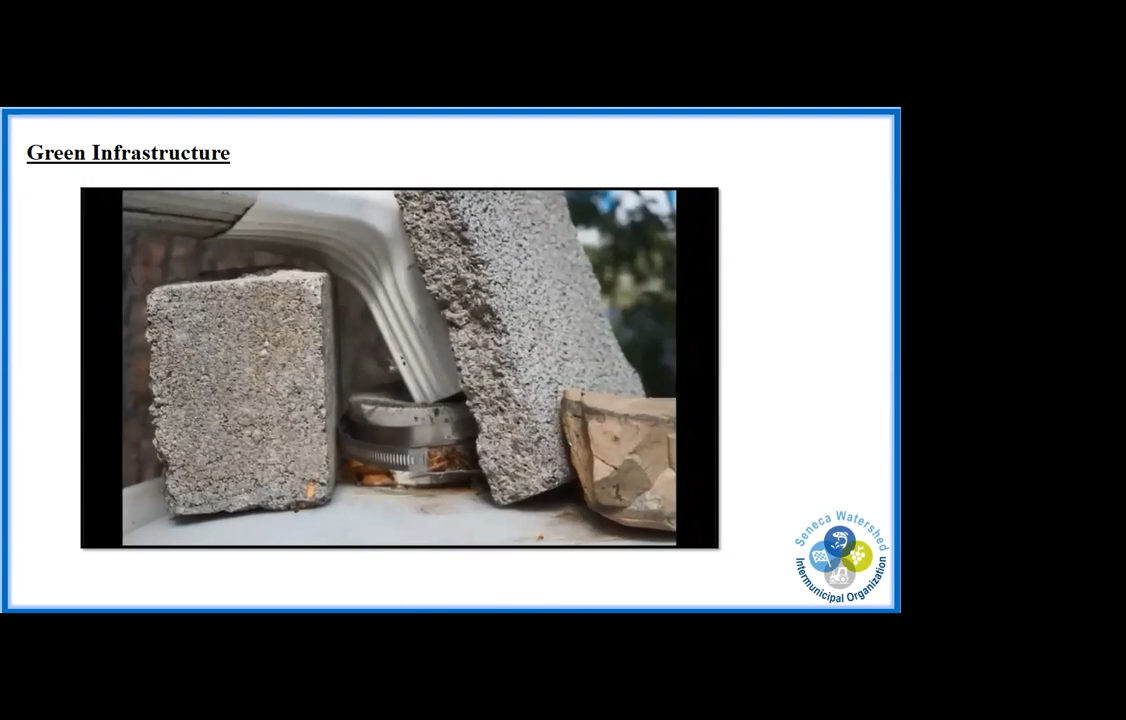 Green Infrastructure
Seneca Watershed
Intermunicipal Organization